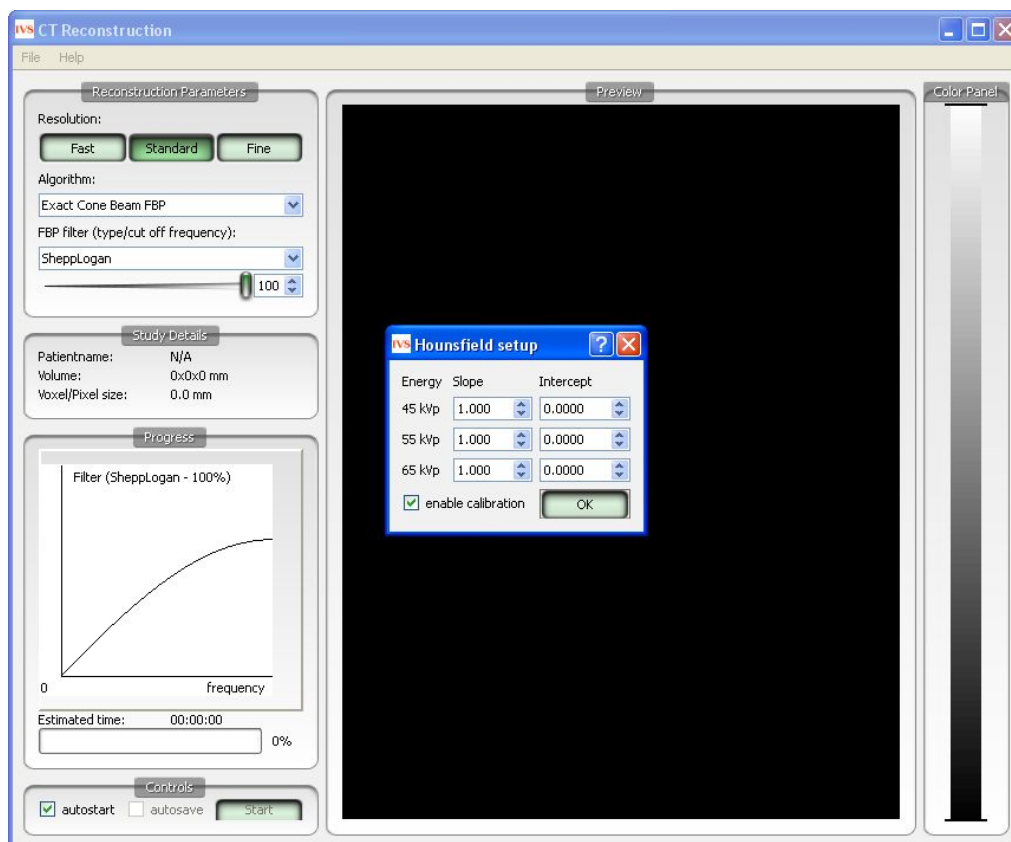 IVS CT Reconstruction
File Help
Reconstruction Parameters
Resolution:
Fast Standard Fine
Algorithm:
Exact Cone Beam FBP
FBP filter (type/cut off frequency):
SheppLogan
100
Study Details
Patientname: N/A
Volume: 0x0x0 mm
Voxel/Pixel size: 0.0 mm
Progress
Filter (SheppLogan - 100%)
0 frequency
Estimated time: 00:00:00
0%
Controls
autostart autosave Start
Preview
IVS Hounsfield setup ?
Energy Slope Intercept
45 kVp 1.000 0.0000
55 kVp 1.000 0.0000
65 kVp 1.000 0.0000
enable calibration OK
Color Panel